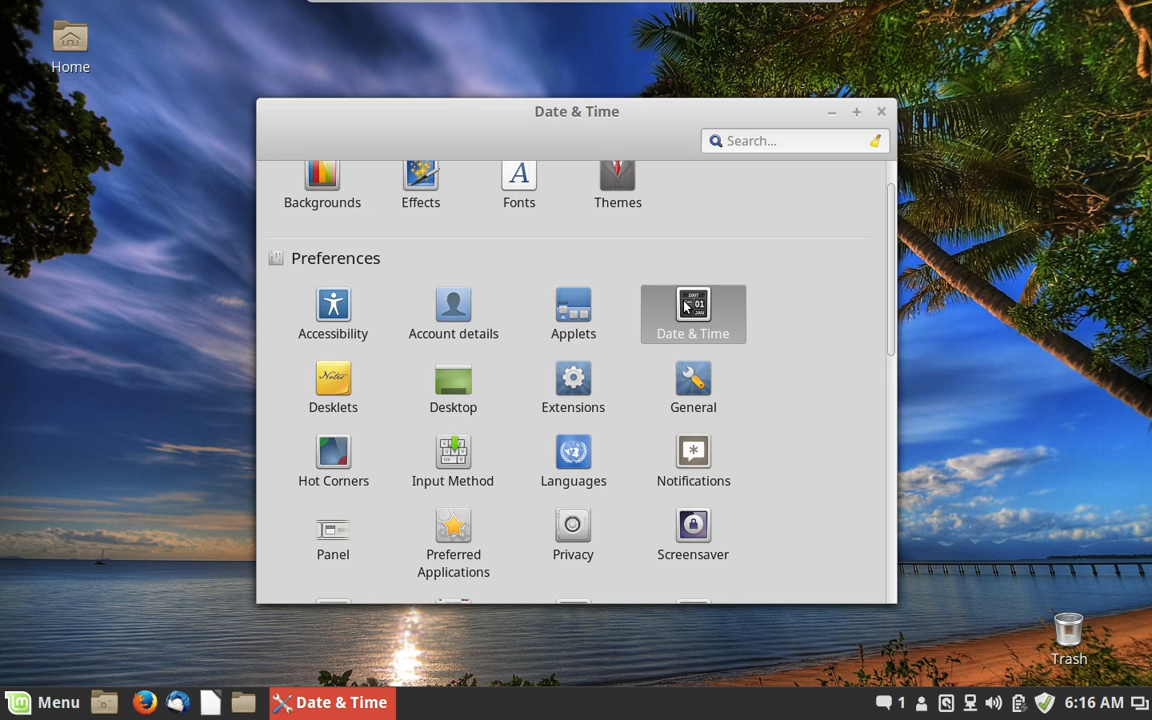 Home
Date & Time
Search...
Backgrounds
Effects
Fonts
Themes
Preferences
Accessibility
Account details
Applets
Date & Time
Desklets
Desktop
Extensions
General
Hot Corners
Input Method
Languages
Notifications
Panel
Preferred
Applications
Privacy
Screensaver
Trash
Menu
Date & Time
1
6:16 AM